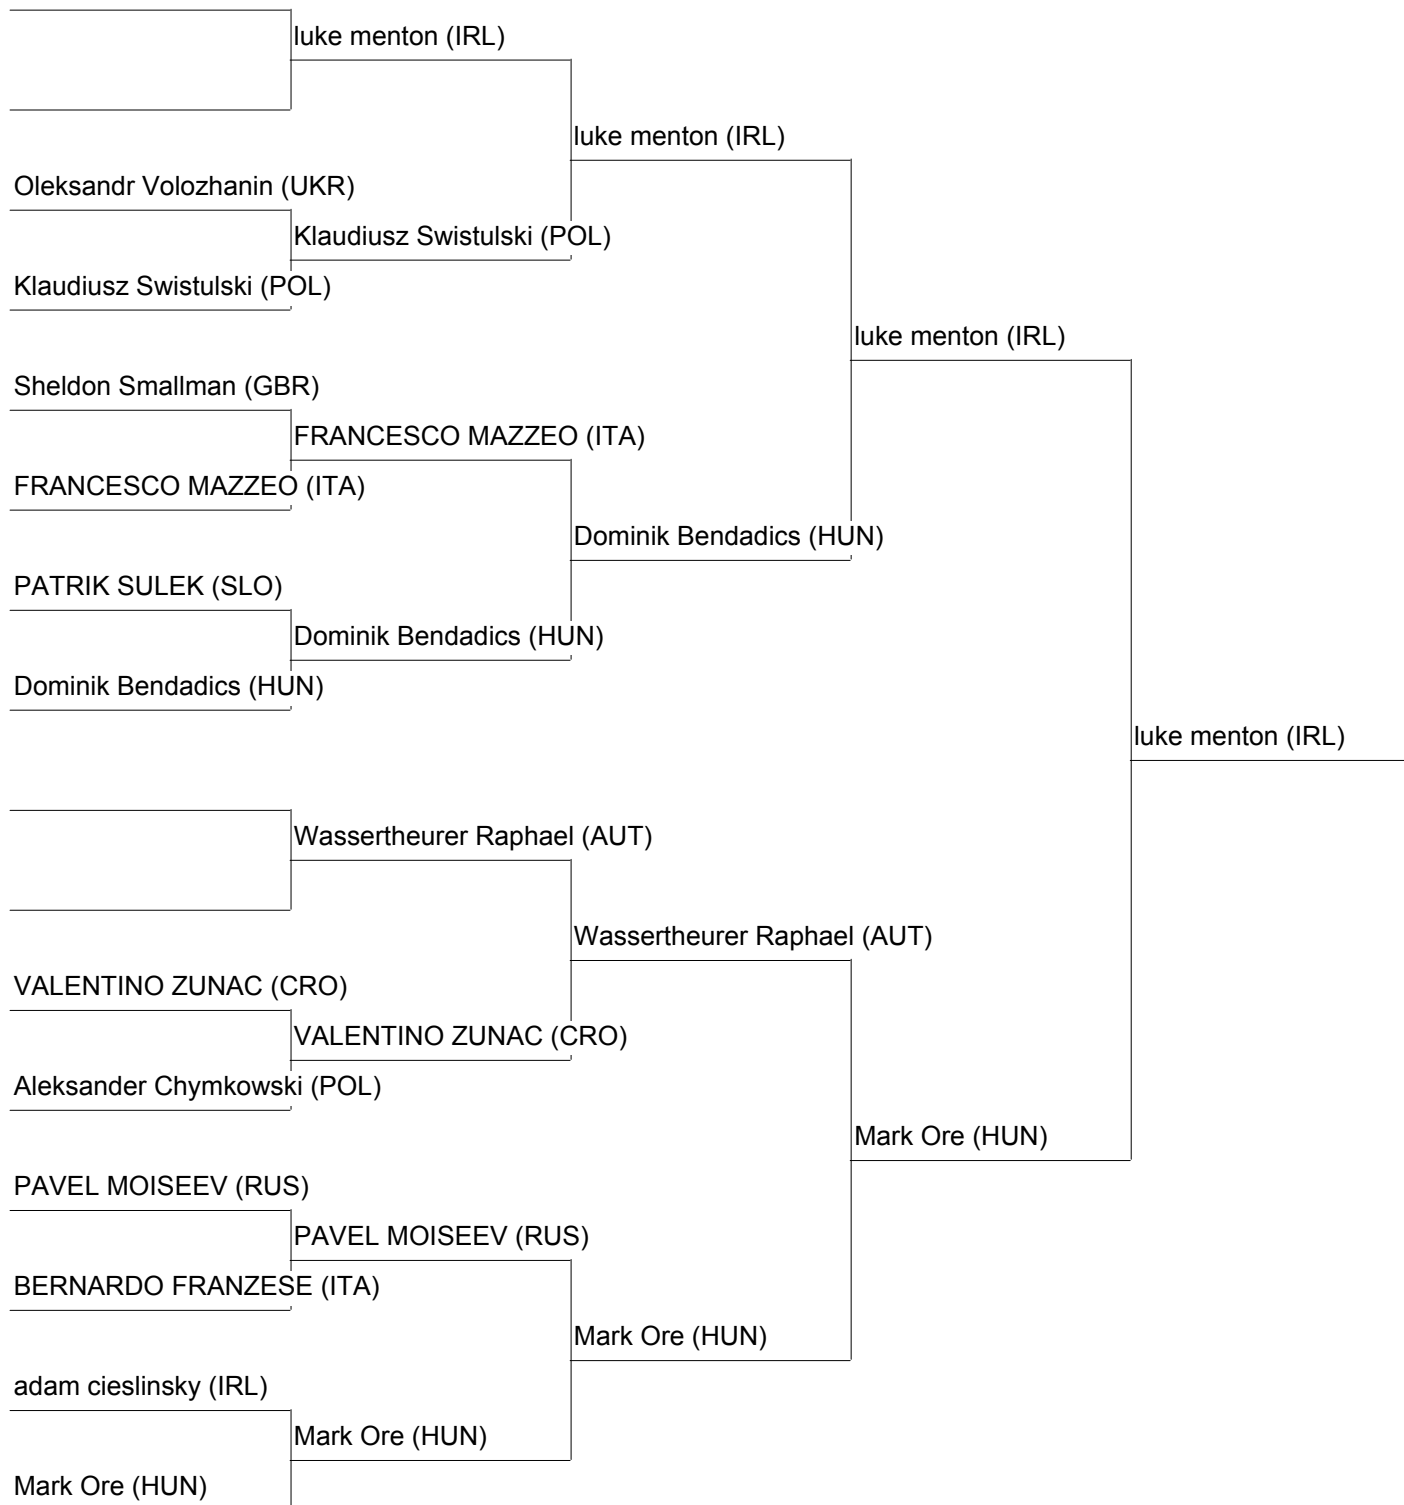 luke menton (IRL)
luke menton (IRL)
Oleksandr Volozhanin (UKR)
Klaudiusz Swistulski (POL)
Klaudiusz Swistulski (POL)
luke menton (IRL)
Sheldon Smallman (GBR)
FRANCESCO MAZZEO (ITA)
FRANCESCO MAZZEO (ITA)
Dominik Bendadics (HUN)
PATRIK SULEK (SLO)
Dominik Bendadics (HUN)
Dominik Bendadics (HUN)
luke menton (IRL)
Wassertheurer Raphael (AUT)
Wassertheurer Raphael (AUT)
VALENTINO ZUNAC (CRO)
VALENTINO ZUNAC (CRO)
Aleksander Chymkowski (POL)
Mark Ore (HUN)
PAVEL MOISEEV (RUS)
PAVEL MOISEEV (RUS)
BERNARDO FRANZESE (ITA)
Mark Ore (HUN)
adam cieslinsky (IRL)
Mark Ore (HUN)
Mark Ore (HUN)